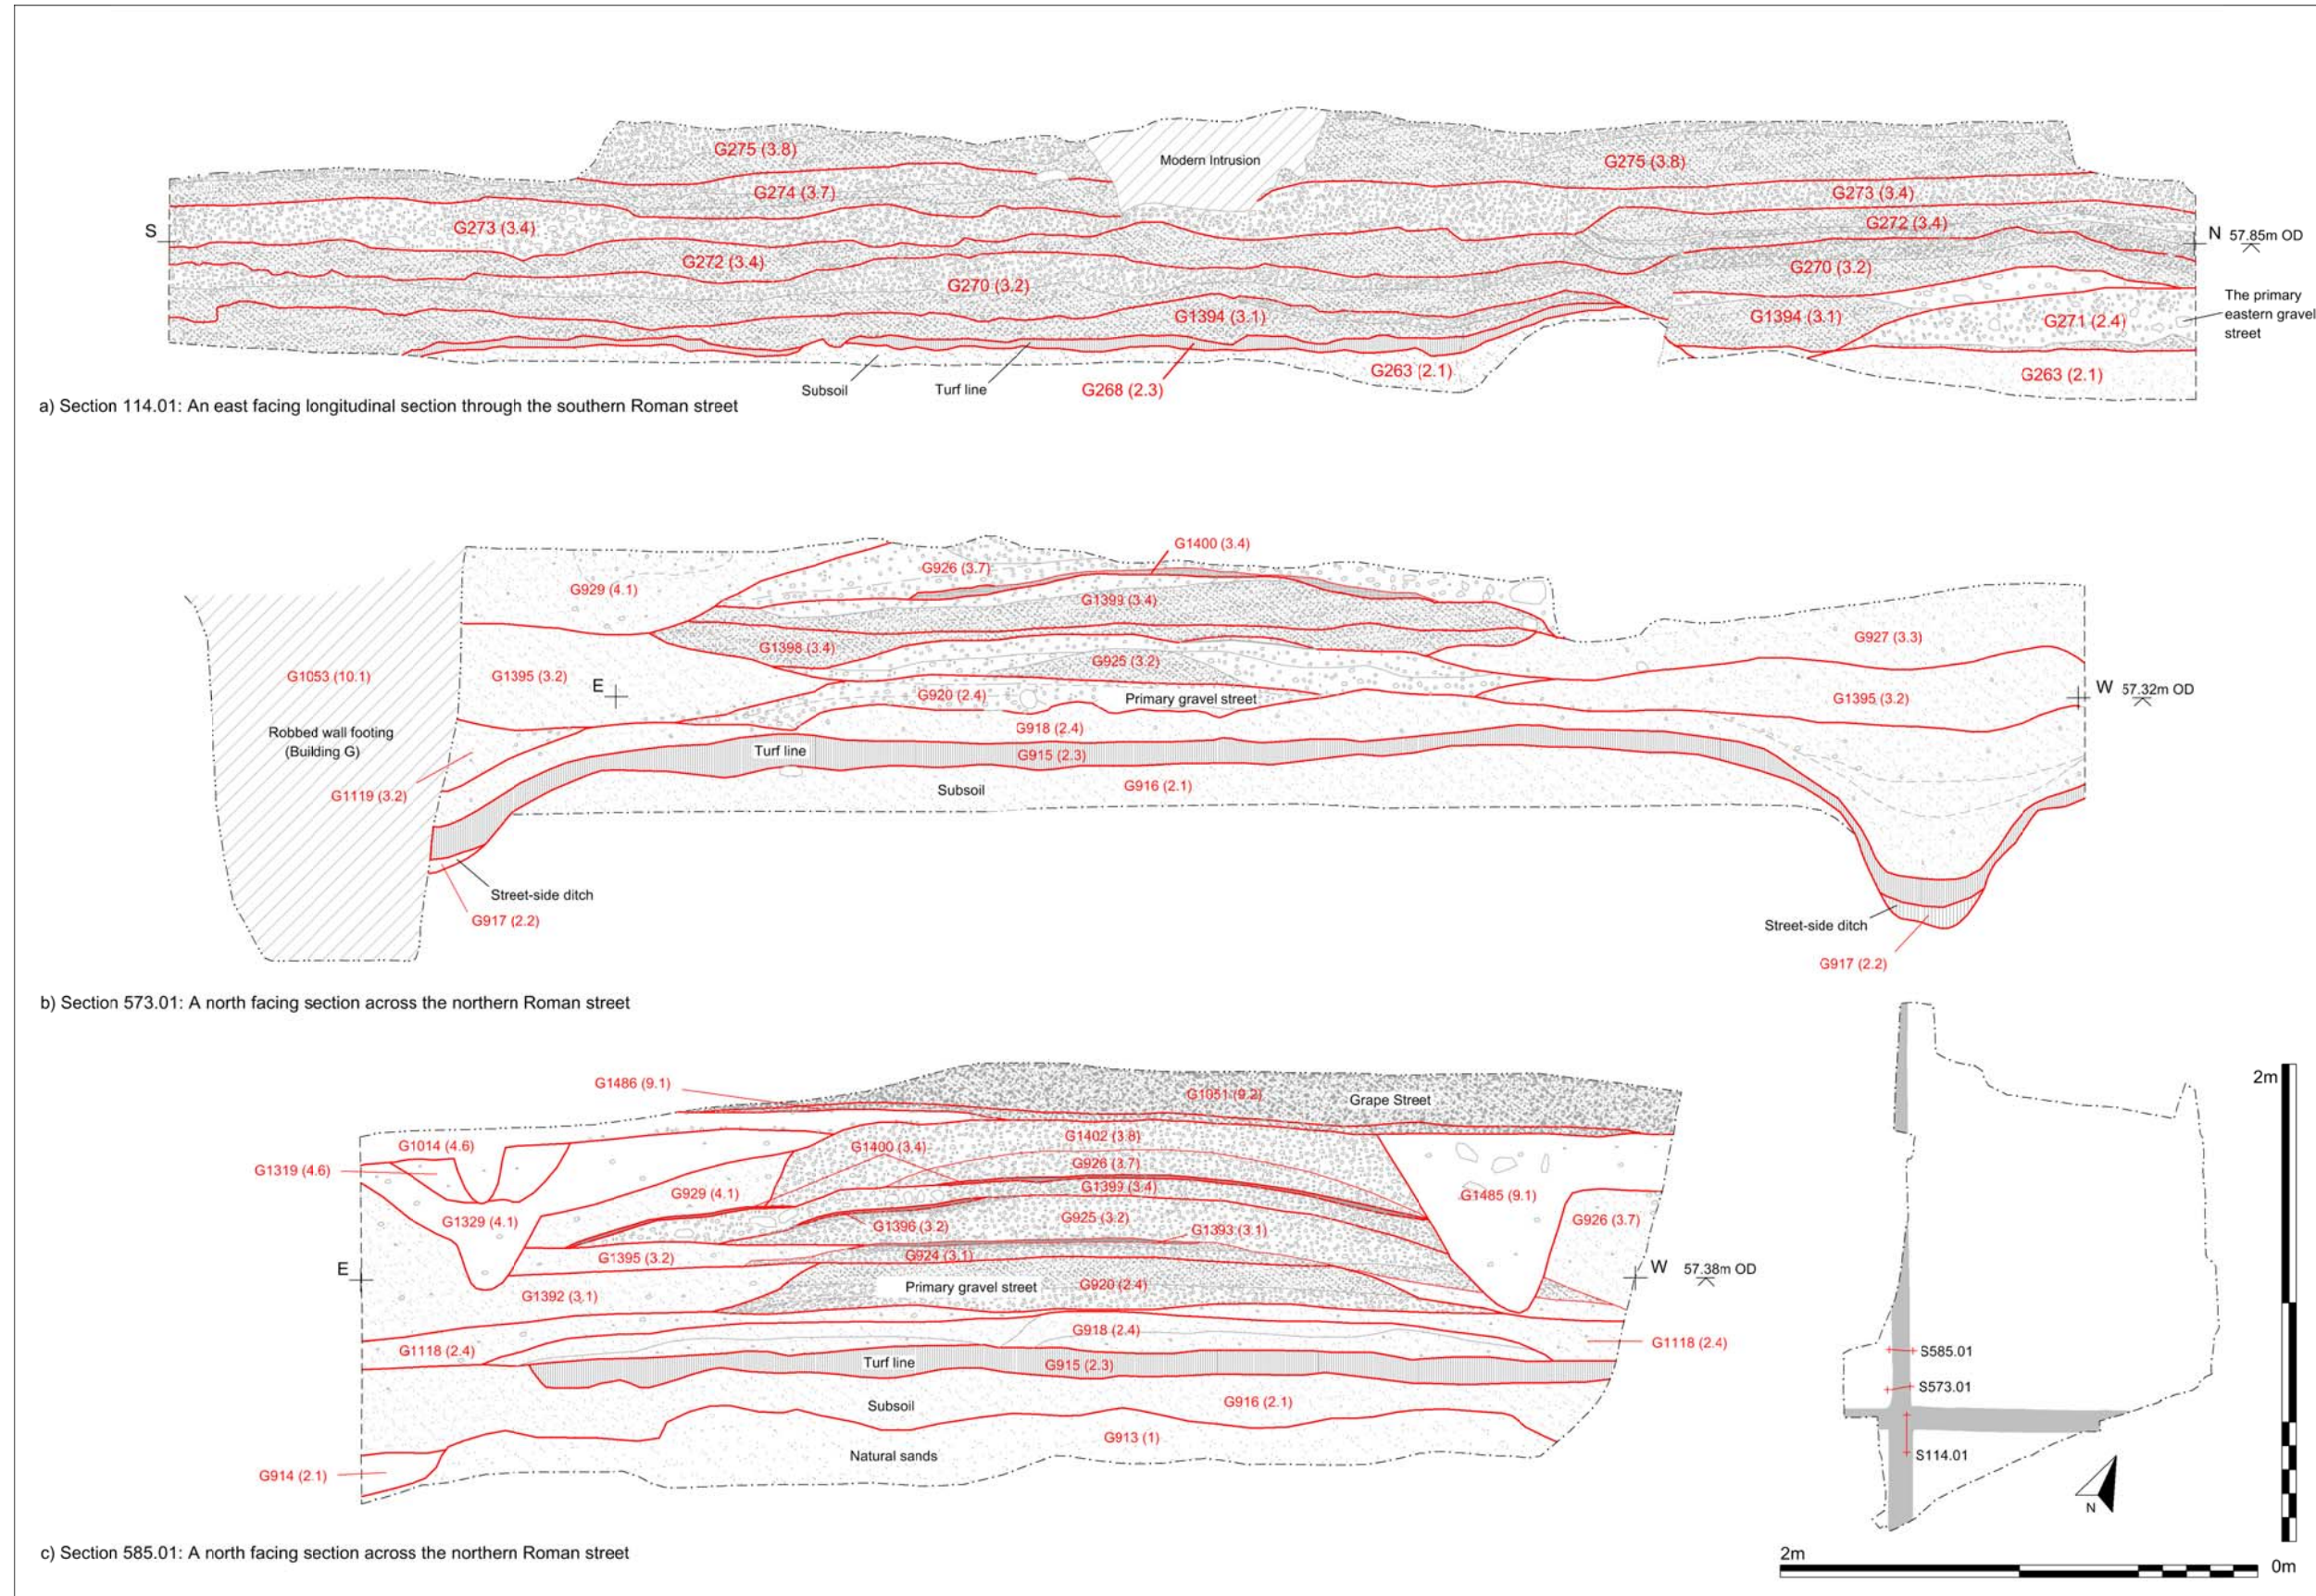 G275 (3.8)
Modern Intrusion
G275 (3.8)
G274 (3.7)
G273 (3.4)
G273 (3.4)
G272 (3.4)
S
N 57.85m OD
G272 (3.4)
G270 (3.2)
G270 (3.2)
G1394 (3.1)
G1394 (3.1)
G271 (2.4)
The primary
eastern gravel
street
G263 (2.1)
G263 (2.1)
Subsoil
Turf line
G268 (2.3)
a) Section 114.01: An east facing longitudinal section through the southern Roman street
G1400 (3.4)
G926 (3.7)
G929 (4.1)
G1399 (3.4)
G927 (3.3)
G1398 (3.4)
G925 (3.2)
G1053 (10.1)
G1395 (3.2)
E
G920 (2.4)
Primary gravel street
G1395 (3.2)
W 57.32m OD
Robbed wall footing
(Building G)
G918 (2.4)
Turf line
G915 (2.3)
G1119 (3.2)
Subsoil
G916 (2.1)
Street-side ditch
G917 (2.2)
Street-side ditch
G917 (2.2)
b) Section 573.01: A north facing section across the northern Roman street
G1486 (9.1)
G1051(9.2)
Grape Street
G1014 (4.6)
G1400 (3.4)
G1402 (3.8)
G1319 (4.6)
G926 (3.7)
G929 (4.1)
G1399 (3.4)
G1485 (9.1)
G1329 (4.1)
G1396 (3.2)
G925 (3.2)
G926 (3.7)
G1393 (3.1)
G1395 (3.2)
G924 (3.1)
E
Primary gravel street
G920 (2.4)
W 57.38m OD
G1392 (3.1)
G918 (2.4)
G1118 (2.4)
G1118 (2.4)
Turf line
G915 (2.3)
Subsoil
G916 (2.1)
G913 (1)
Natural sands
G914 (2.1)
c) Section 585.01: A north facing section across the northern Roman street
S585.01
S573.01
S114.01
N
2m
2m
0m